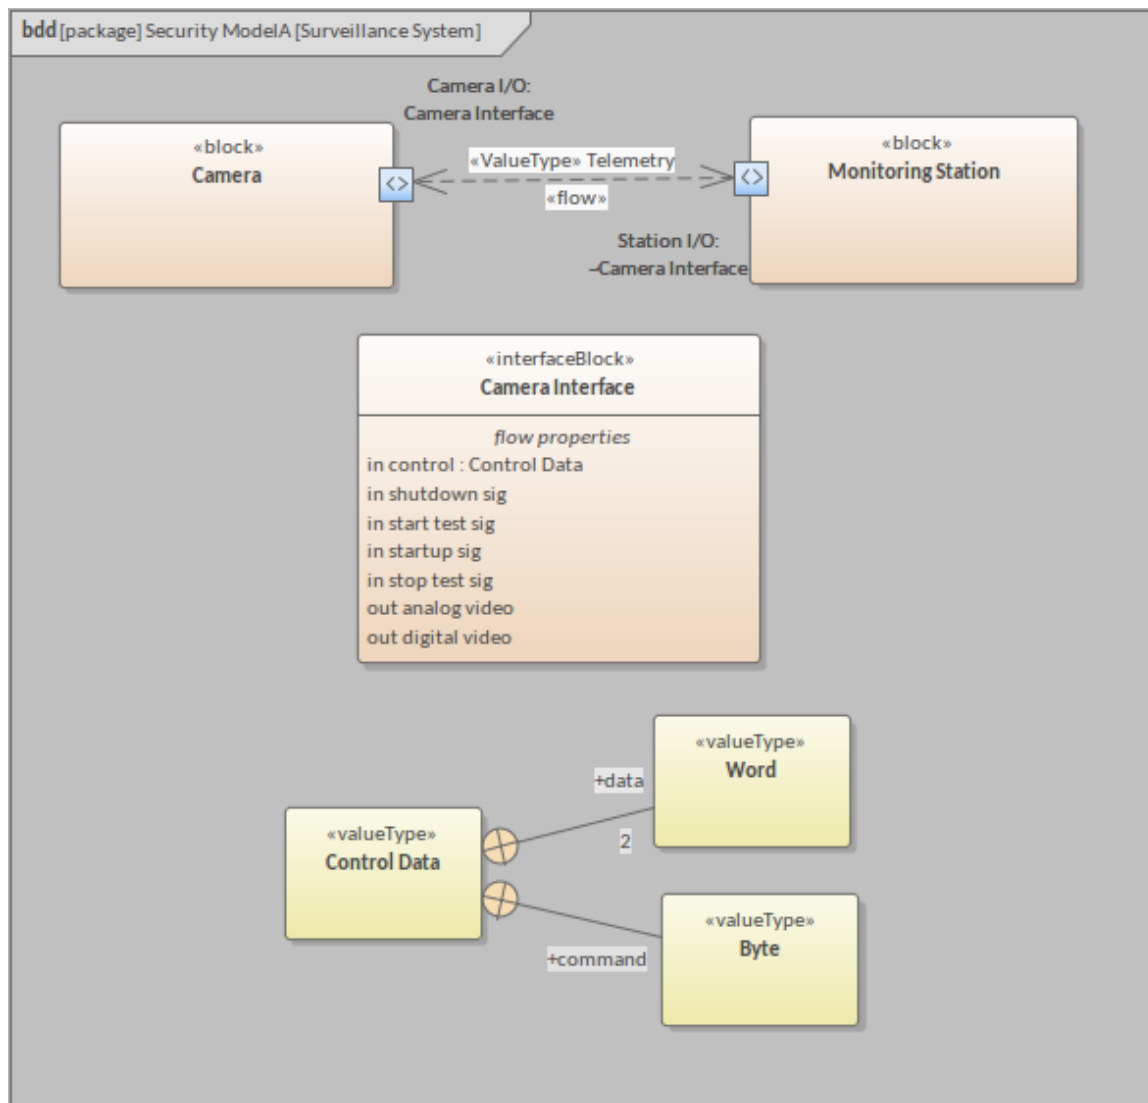 bdd [package] Security ModelA [Surveillance System]
Camera I/O:
Camera Interface
«block»
Camera
«ValueType» Telemetry
«flow»
«block»
Monitoring Station
Station I/O:
~Camera Interface
«interfaceBlock»
Camera Interface
flow properties
in control : Control Data
in shutdown sig
in start test sig
in startup sig
in stop test sig
out analog video
out digital video
«valueType»
Word
+data
2
«valueType»
Control Data
«valueType»
Byte
+command